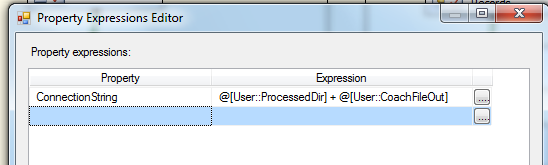 Property Expressions Editor
Property expressions:
Property Expression
ConnectionString @[User::ProcessedDir] + @[User::CoachFileOut] ...
...